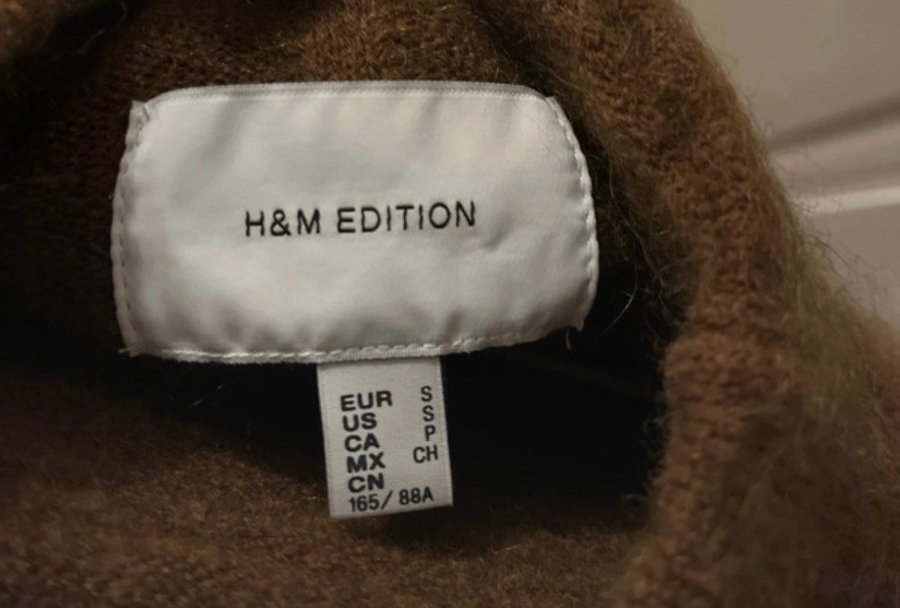 H&M EDITION
EUR S
US S
CA P
MX CH
CN
165/88A